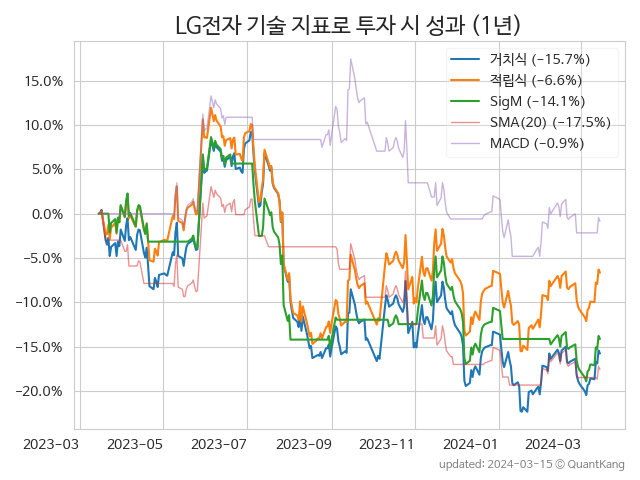 LG전자 기술 지표로 투자 시 성과 (1년)
거치식 (−15.7%)
적립식 (−6.6%)
SigM (−14.1%)
SMA(20) (−17.5%)
MACD (−0.9%)
15.0%
10.0%
5.0%
0.0%
−5.0%
−10.0%
−15.0%
−20.0%
2023-03 2023-05 2023-07 2023-09 2023-11 2024-01 2024-03
updated: 2024-03-15 © QuantKang